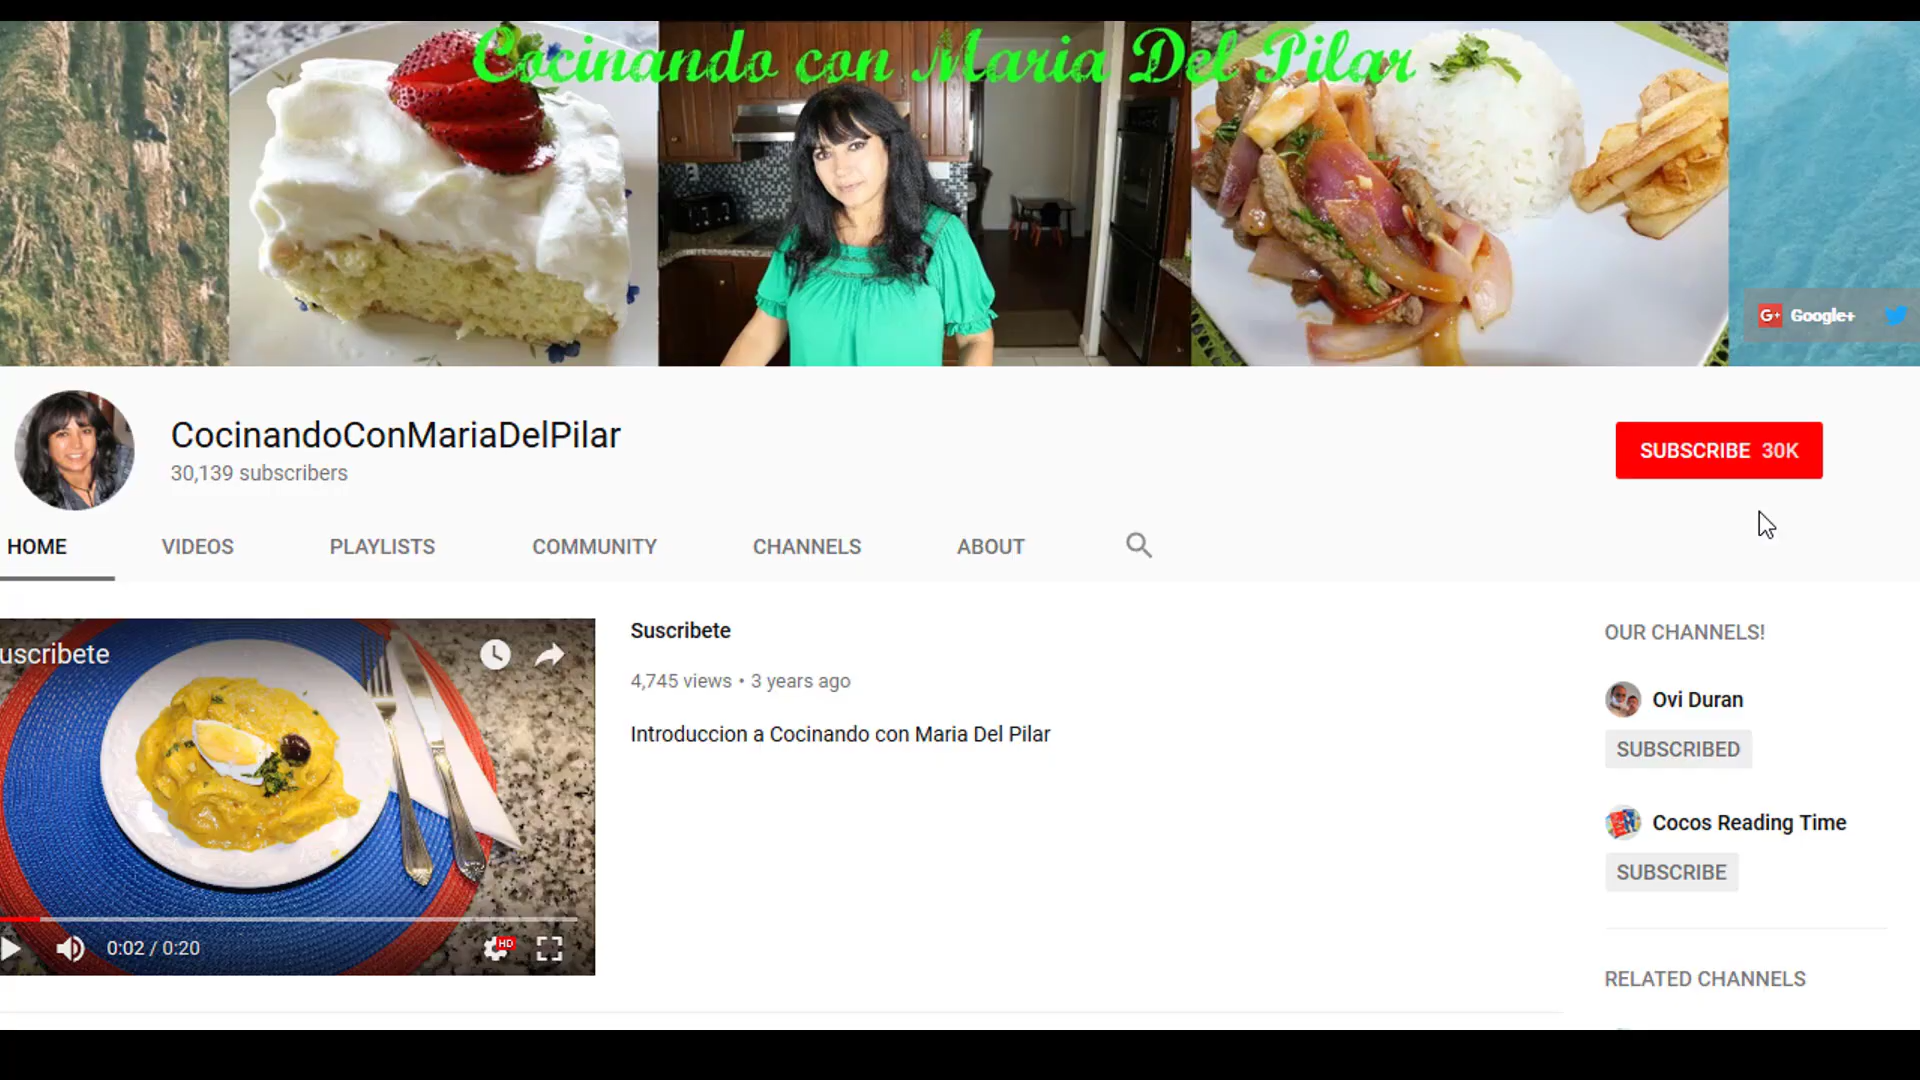 Cocinando con Maria Del Pilar
Google+
CocinandoConMariaDelPilar
30,139 subscribers
SUBSCRIBE 30K
HOME VIDEOS PLAYLISTS COMMUNITY CHANNELS ABOUT
uscribete
0:02 / 0:20
HD
Suscribete
4,745 views • 3 years ago
Introduccion a Cocinando con Maria Del Pilar
OUR CHANNELS!
Ovi Duran
SUBSCRIBED
Cocos Reading Time
SUBSCRIBE
RELATED CHANNELS